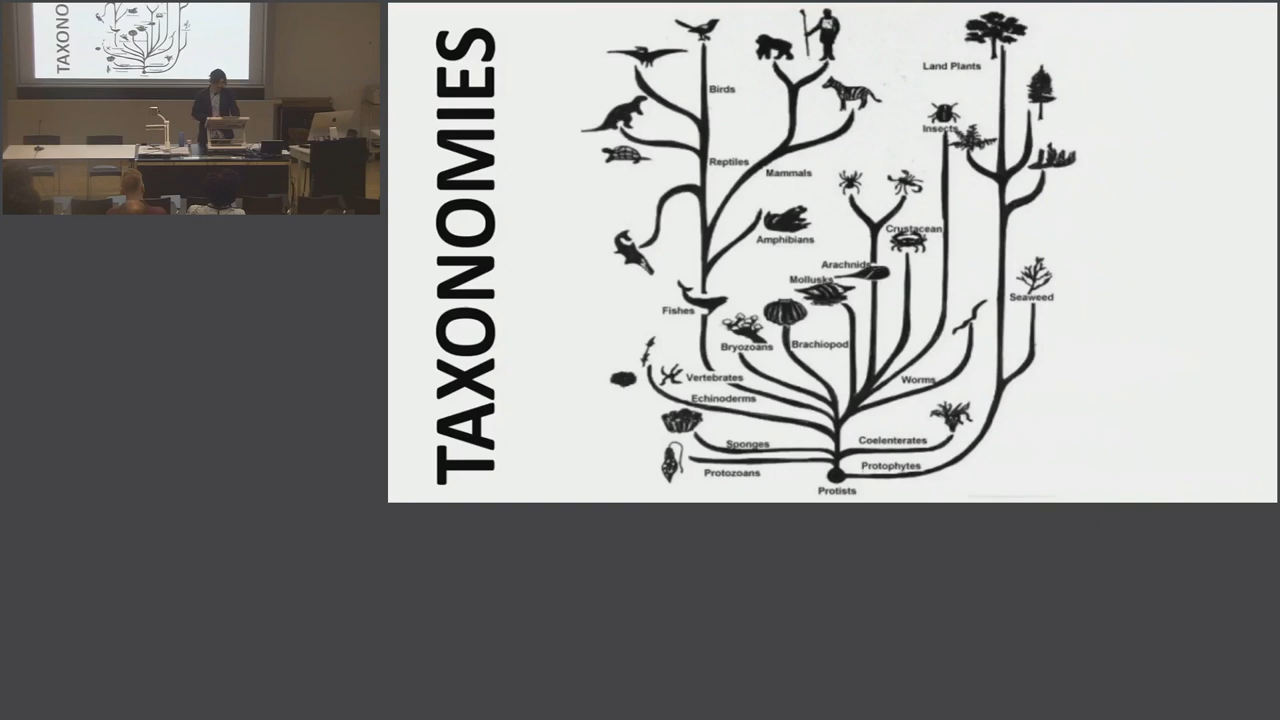 TAXONO
TAXONOMIES
Land Plants
Birds
Insects
Reptiles
Mammals
Crustacean
Amphibians
Arachnids
Mollusks
Seaweed
Fishes
Bryozoans
Brachiopod
Vertebrates
Worms
Echinoderms
Sponges
Coelenterates
Protozoans
Protophytes
Protists